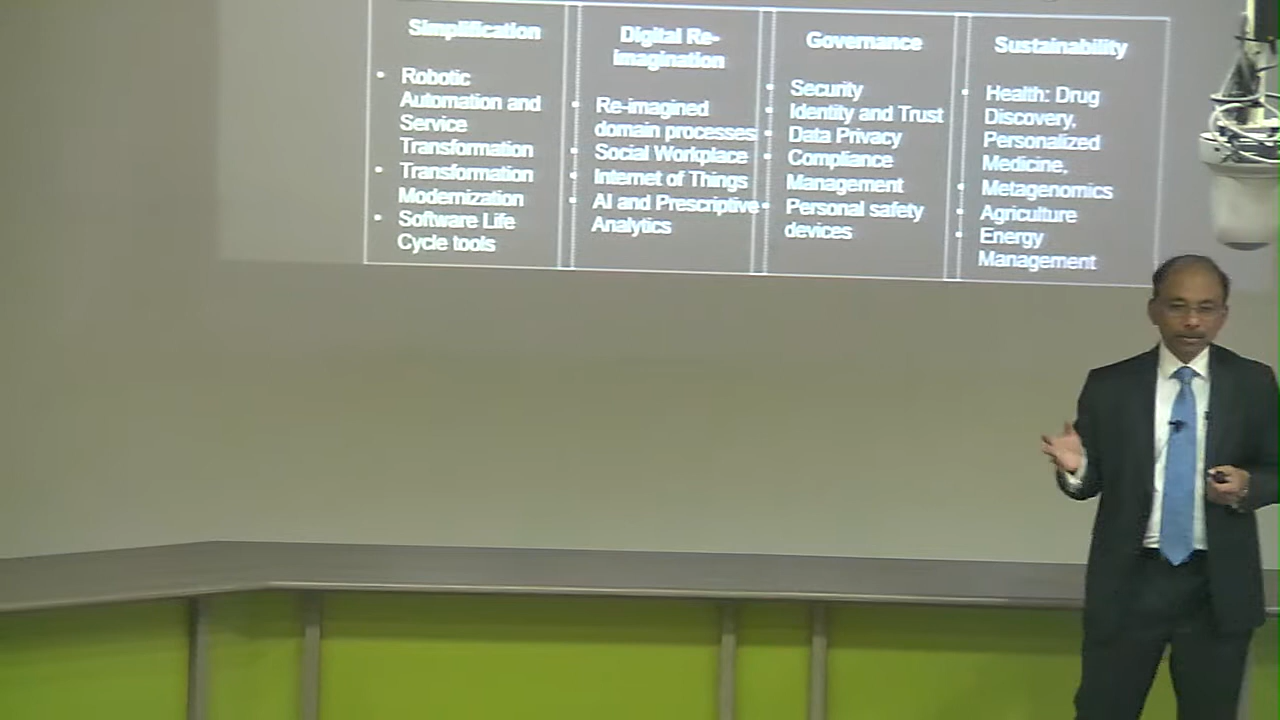 Simplification
• Robotic
Automation and
Service
Transformation
• Transformation
Modernization
• Software Life
Cycle tools
Digital Re-
imagination
• Re-imagined
domain processes
• Social Workplace
• Internet of Things
• AI and Prescriptive
Analytics
Governance
• Security
• Identity and Trust
• Data Privacy
• Compliance
Management
• Personal safety
devices
Sustainability
• Health: Drug
Discovery,
Personalized
Medicine,
• Metagenomics
• Agriculture
• Energy
Management